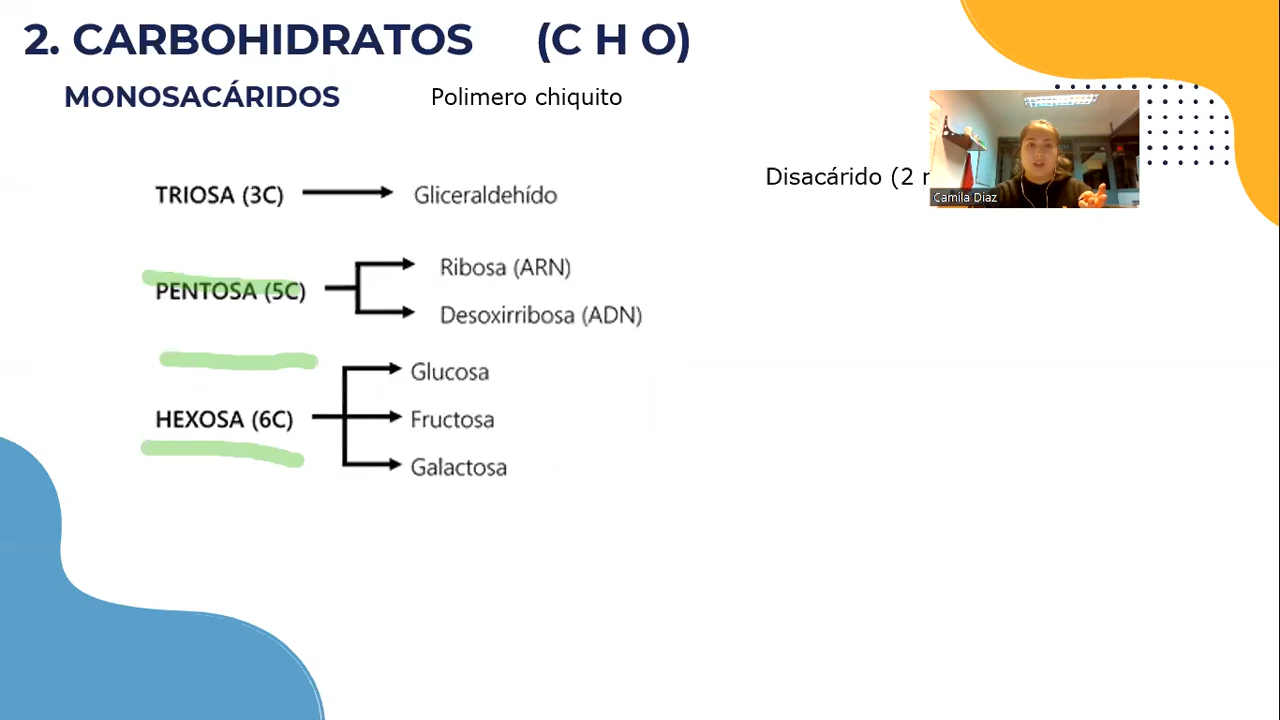 2. CARBOHIDRATOS (C H O)
MONOSACÁRIDOS Polimero chiquito
Disacárido (2
Camila Diaz
TRIOSA (3C) Gliceraldehído
PENTOSA (5C)
Ribosa (ARN)
Desoxirribosa (ADN)
HEXOSA (6C)
Glucosa
Fructosa
Galactosa